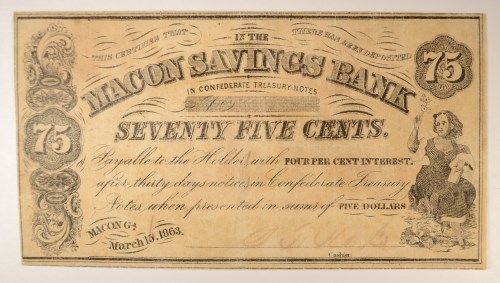 THIS CERTIFIES THAT IN THE THERE HAS BEEN DEPOSITED
MACON SAVINGS BANK
75
IN CONFEDERATE TREASURY NOTES
75
SEVENTY FIVE CENTS.
Payable to the Holder, with FOUR PER CENT INTEREST.
after thirty days notice, in Confederate Treasury
Notes when presented in sums of FIVE DOLLARS
MACON Ga.
March 15, 1863.
Cashier